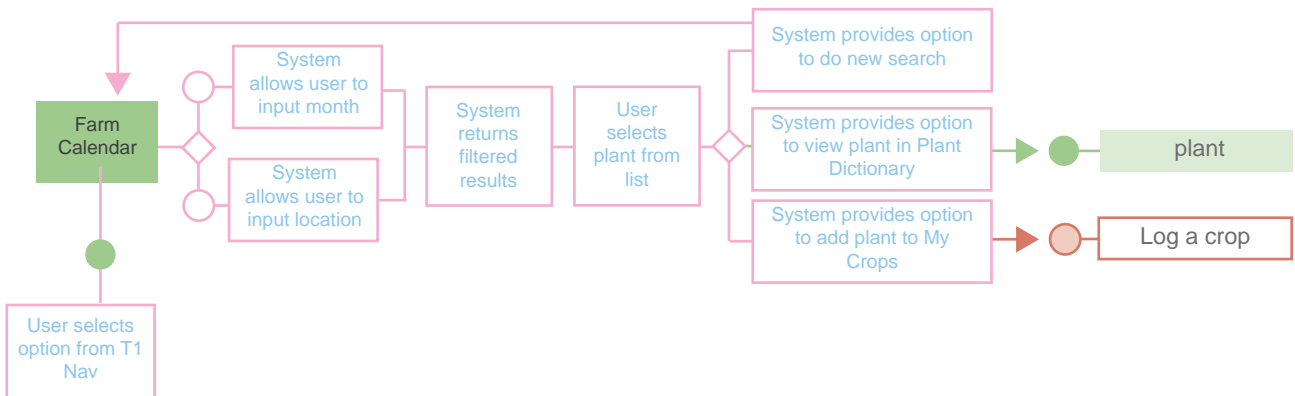 Farm
Calendar
User selects
option from T1
Nav
System
allows user to
input month
System
allows user to
input location
System
returns
filtered
results
User
selects
plant from
list
System provides option
to do new search
System provides option
to view plant in Plant
Dictionary
System provides option
to add plant to My
Crops
plant
Log a crop